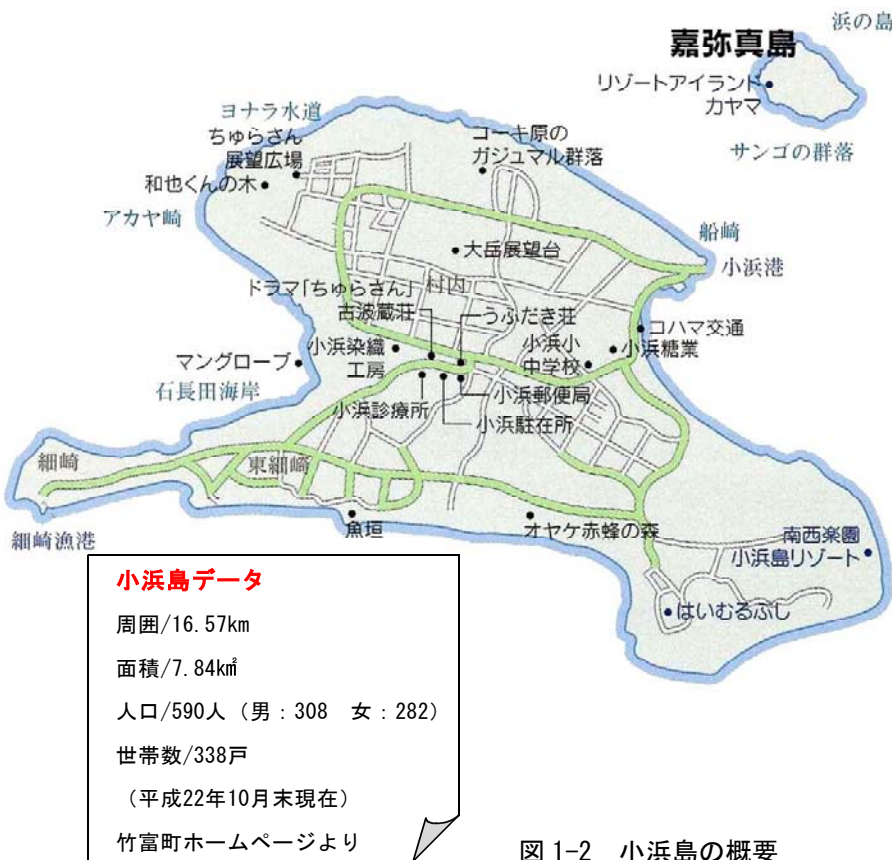 浜の島
嘉弥真島
リゾートアイランド
カヤマ
サンゴの群落
ヨナラ水道
ちゅらさん
展望広場
和也くんの木
アカヤ崎
コーキ原の
ガジュマル群落
船崎
小浜港
大岳展望台
ドラマ「ちゅらさん」
古波蔵荘
村内
うふだき荘
コハマ交通
小浜糖業
小浜小
中学校
小浜染織
工房
マングローブ
石長田海岸
小浜郵便局
小浜診療所
小浜駐在所
細崎
東細崎
細崎漁港
魚垣
オヤケ赤蜂の森
南西楽園
小浜島リゾート
はいむるぶし
小浜島データ
周囲/16.57km
面積/7.84k㎡
人口/590人（男：308　女：282）
世帯数/338戸
（平成22年10月末現在）
竹富町ホームページより
図 1-2　小浜島の概要